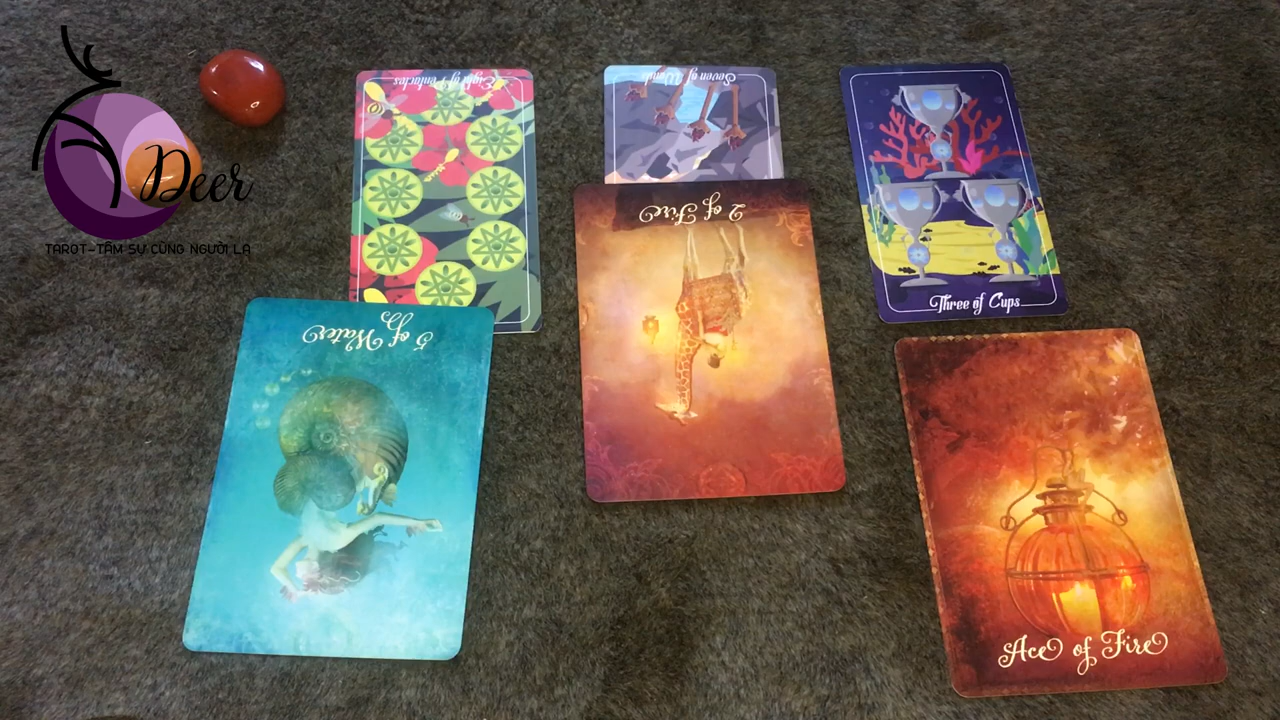 Deer
TAROT-TÂM SỰ CÙNG NGƯỜI LẠ
Eight of Pentacles
Seven of Wands
Three of Cups
5 of Water
2 of Fire
Ace of Fire